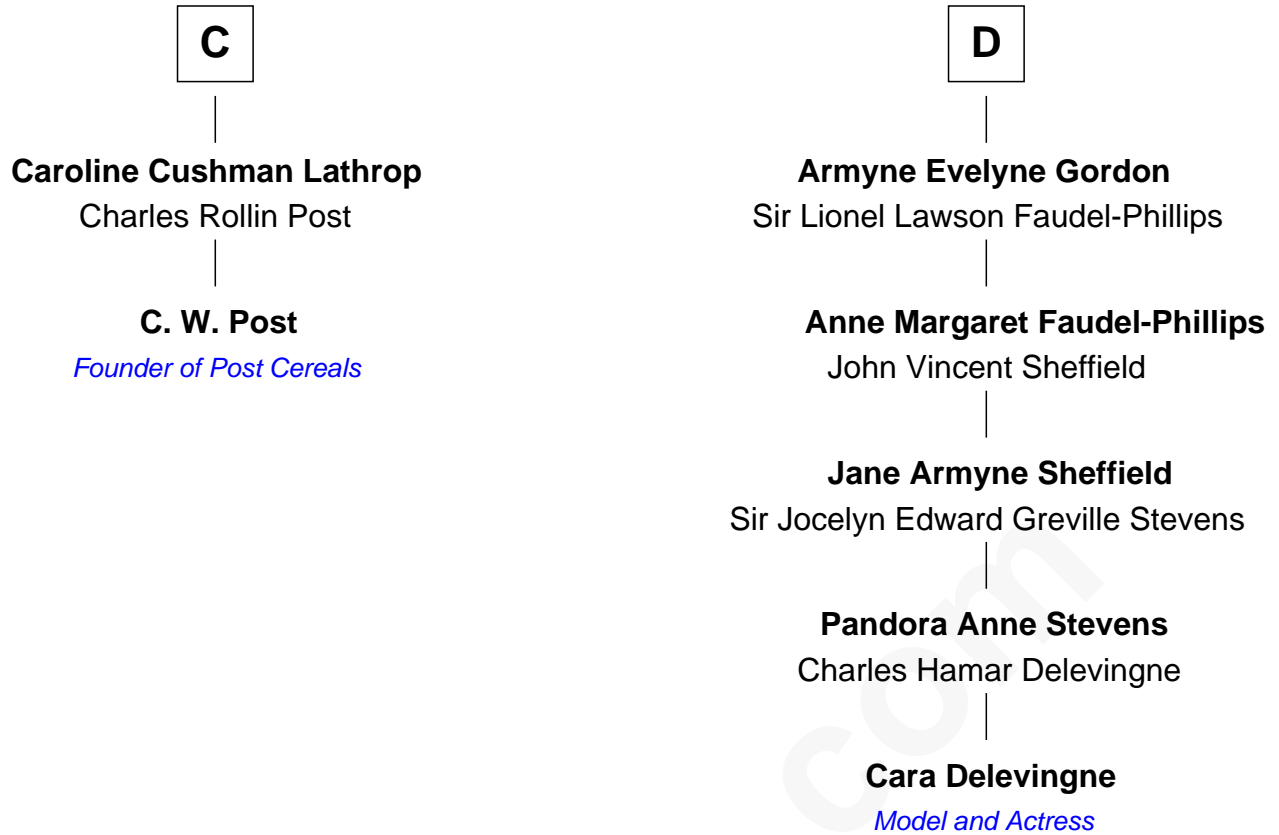 C
Caroline Cushman Lathrop
Charles Rollin Post
C. W. Post
Founder of Post Cereals
D
Armyne Evelyne Gordon
Sir Lionel Lawson Faudel-Phillips
Anne Margaret Faudel-Phillips
John Vincent Sheffield
Jane Armyne Sheffield
Sir Jocelyn Edward Greville Stevens
Pandora Anne Stevens
Charles Hamar Delevingne
Cara Delevingne
Model and Actress
com